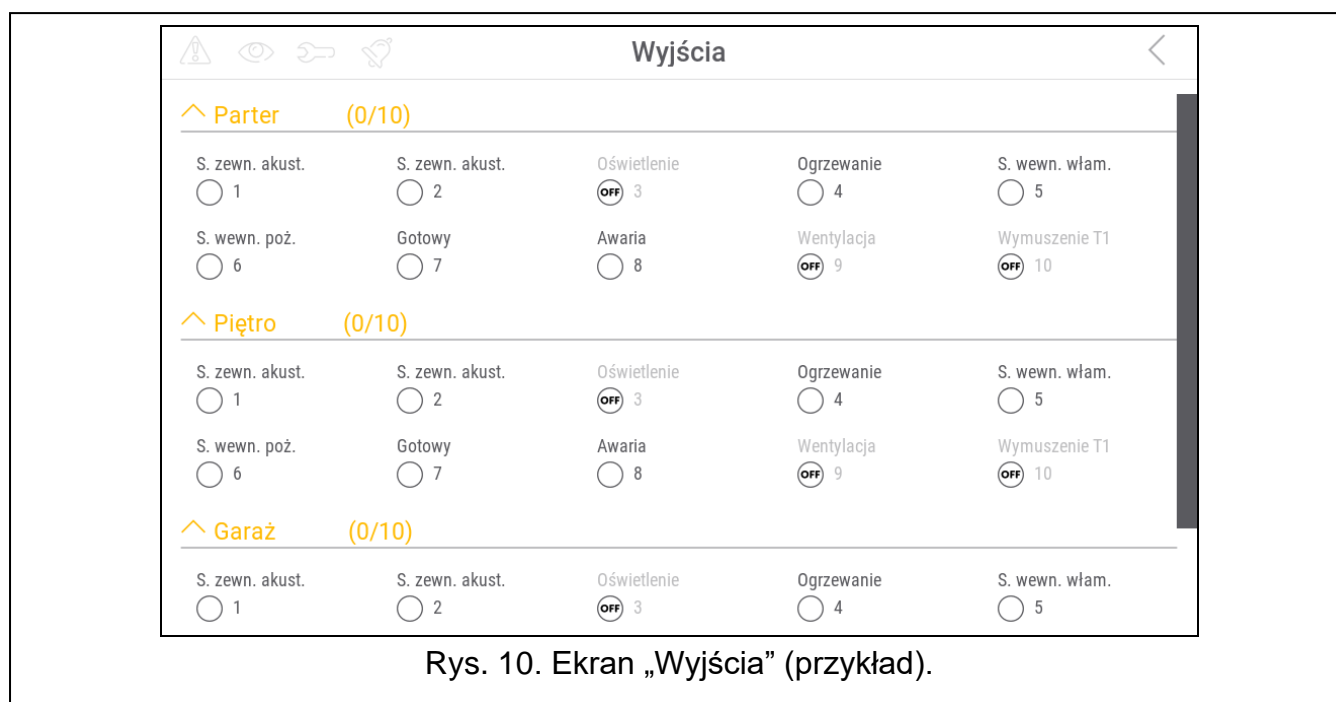 Wyjścia
Parter (0/10)
S. zewn. akust. S. zewn. akust. Oświetlenie Ogrzewanie S. wewn. włam.
1 2 OFF 3 4 5
S. wewn. poż. Gotowy Awaria Wentylacja Wymuszenie T1
6 7 8 OFF 9 OFF 10
Piętro (0/10)
S. zewn. akust. S. zewn. akust. Oświetlenie Ogrzewanie S. wewn. włam.
1 2 OFF 3 4 5
S. wewn. poż. Gotowy Awaria Wentylacja Wymuszenie T1
6 7 8 OFF 9 OFF 10
Garaż (0/10)
S. zewn. akust. S. zewn. akust. Oświetlenie Ogrzewanie S. wewn. włam.
1 2 OFF 3 4 5
Rys. 10. Ekran „Wyjścia” (przykład).